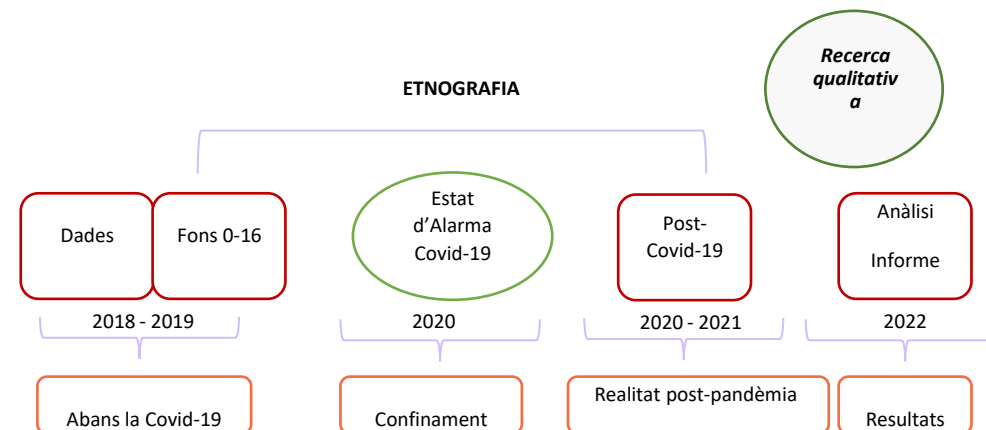 Recerca
qualitativ
a
ETNOGRAFIA
Dades
Fons 0-16
Estat
d’Alarma
Covid-19
Post-
Covid-19
Anàlisi
Informe
2018 - 2019
2020
2020 - 2021
2022
Abans la Covid-19
Confinament
Realitat post-pandèmia
Resultats